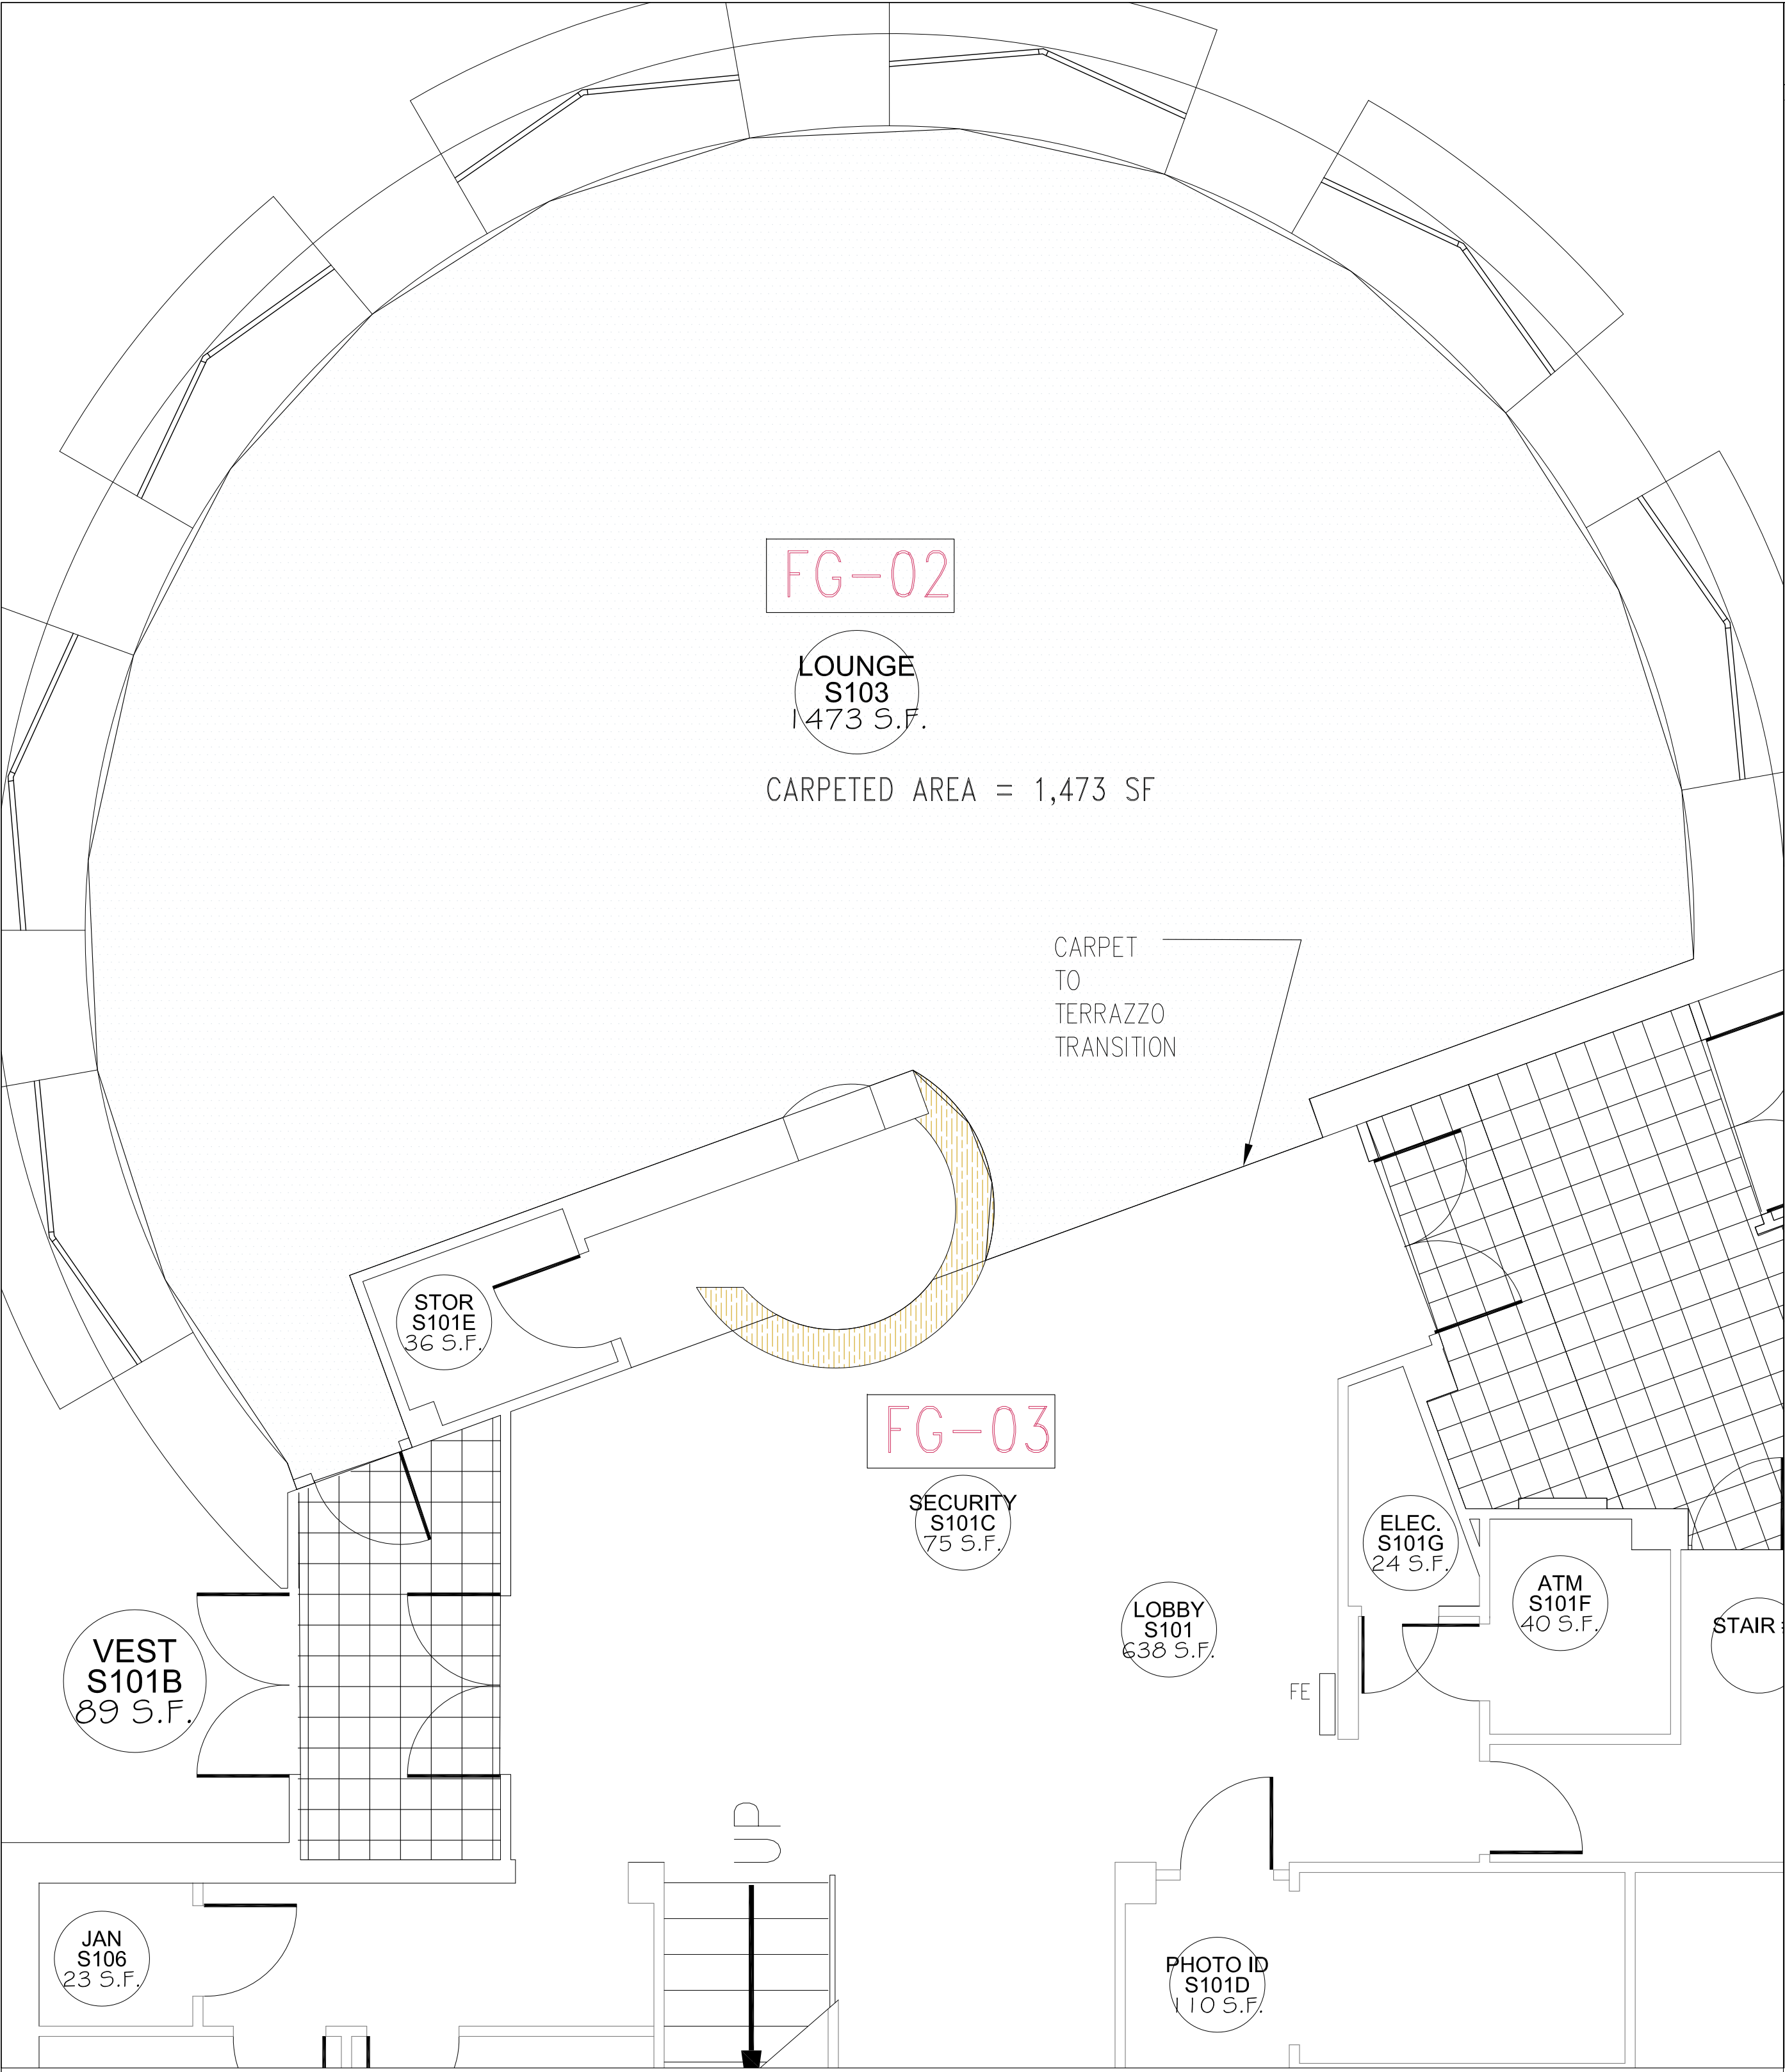 FG-02
LOUNGE
S103
1473 S.F.
CARPETED AREA = 1,473 SF
CARPET
TO
TERRAZZO
TRANSITION
STOR
S101E
36 S.F.
FG-03
SECURITY
S101C
75 S.F.
ELEC.
S101G
24 S.F.
ATM
S101F
40 S.F.
LOBBY
S101
638 S.F.
STAIR
VEST
S101B
89 S.F.
FE
UP
JAN
S106
23 S.F.
PHOTO ID
S101D
110 S.F.